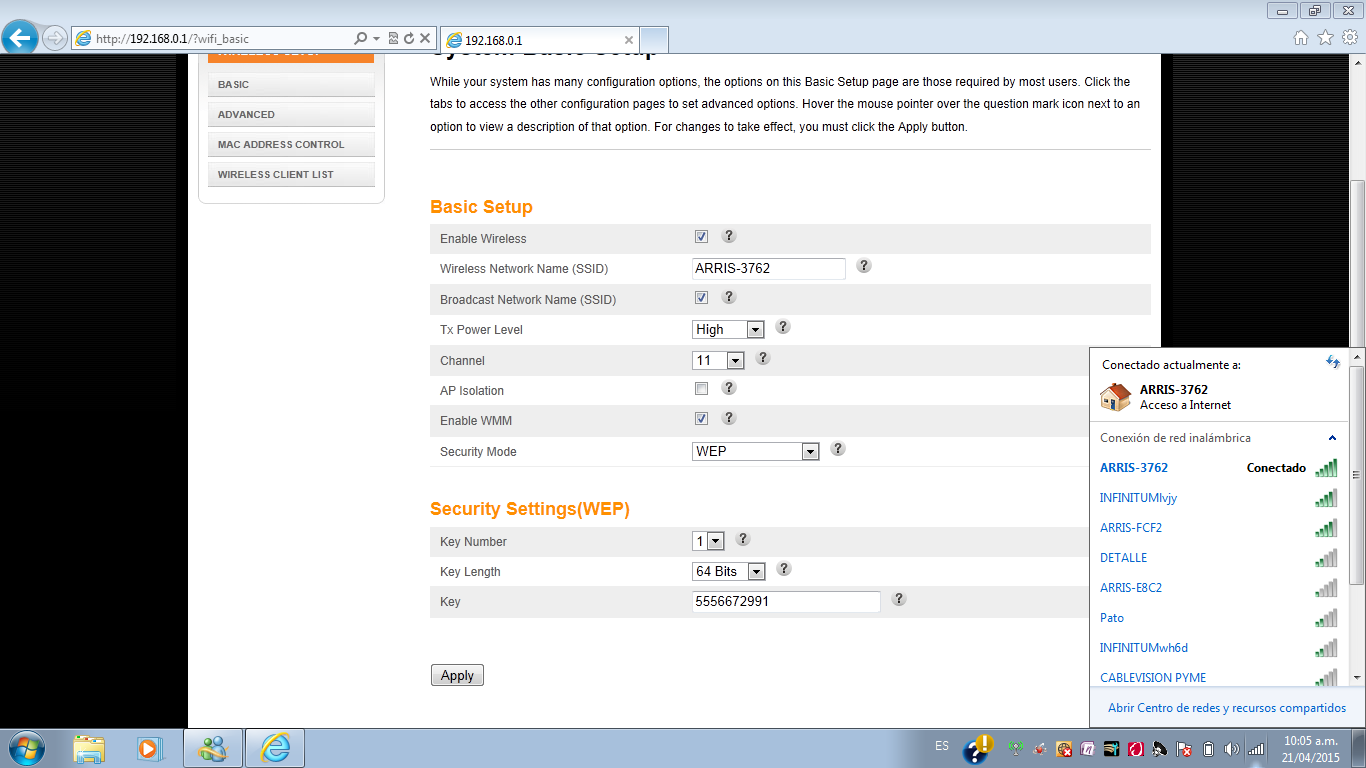 http://192.168.0.1/?wifi_basic
192.168.0.1
BASIC
ADVANCED
MAC ADDRESS CONTROL
WIRELESS CLIENT LIST
While your system has many configuration options, the options on this Basic Setup page are those required by most users. Click the
tabs to access the other configuration pages to set advanced options. Hover the mouse pointer over the question mark icon next to an
option to view a description of that option. For changes to take effect, you must click the Apply button.
Basic Setup
Enable Wireless ?
Wireless Network Name (SSID) ARRIS-3762 ?
Broadcast Network Name (SSID) ?
Tx Power Level High ?
Channel 11 ?
AP Isolation ?
Enable WMM ?
Security Mode WEP ?
Security Settings(WEP)
Key Number 1 ?
Key Length 64 Bits ?
Key 5556672991 ?
Apply
Conectado actualmente a:
ARRIS-3762
Acceso a Internet
Conexión de red inalámbrica
ARRIS-3762 Conectado
INFINITUMlvjy
ARRIS-FCF2
DETALLE
ARRIS-E8C2
Pato
INFINITUMwh6d
CABLEVISION PYME
Abrir Centro de redes y recursos compartidos
ES
10:05 a.m.
21/04/2015